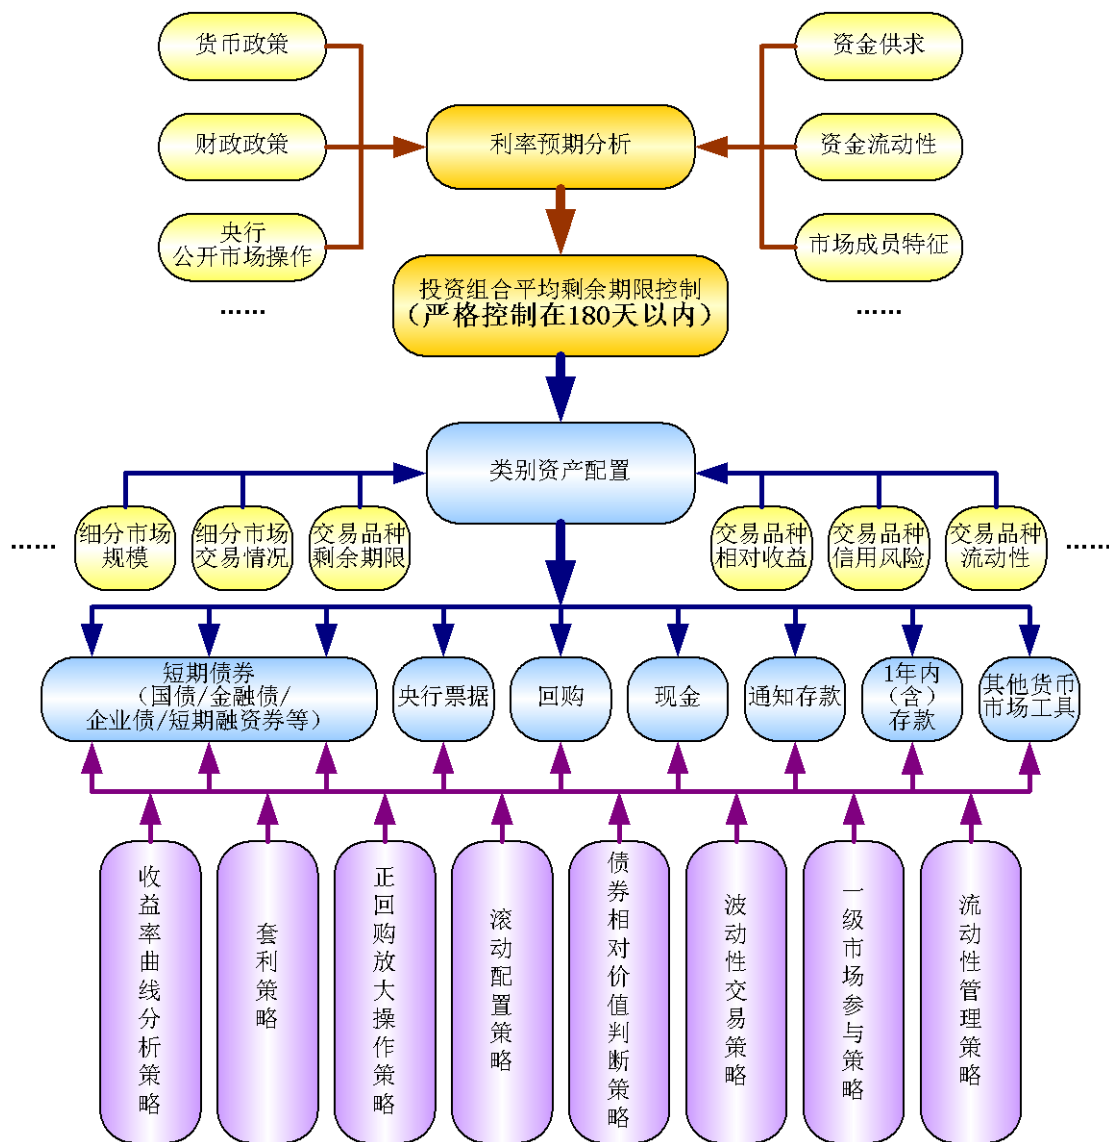 货币政策
资金供求
财政政策
利率预期分析
资金流动性
央行
公开市场操作
市场成员特征
……
投资组合平均剩余期限控制
（严格控制在180天以内）
……
类别资产配置
……
细分市场
规模
细分市场
交易情况
交易品种
剩余期限
交易品种
相对收益
交易品种
信用风险
交易品种
流动性
……
短期债券
（国债/金融债/
企业债/短期融资券等）
央行票据
回购
现金
通知存款
1年内
（含）
存款
其他货币
市场工具
收益率曲线分析策略
套利策略
正回购放大操作策略
滚动配置策略
债券相对价值判断策略
波动性交易策略
一级市场参与策略
流动性管理策略